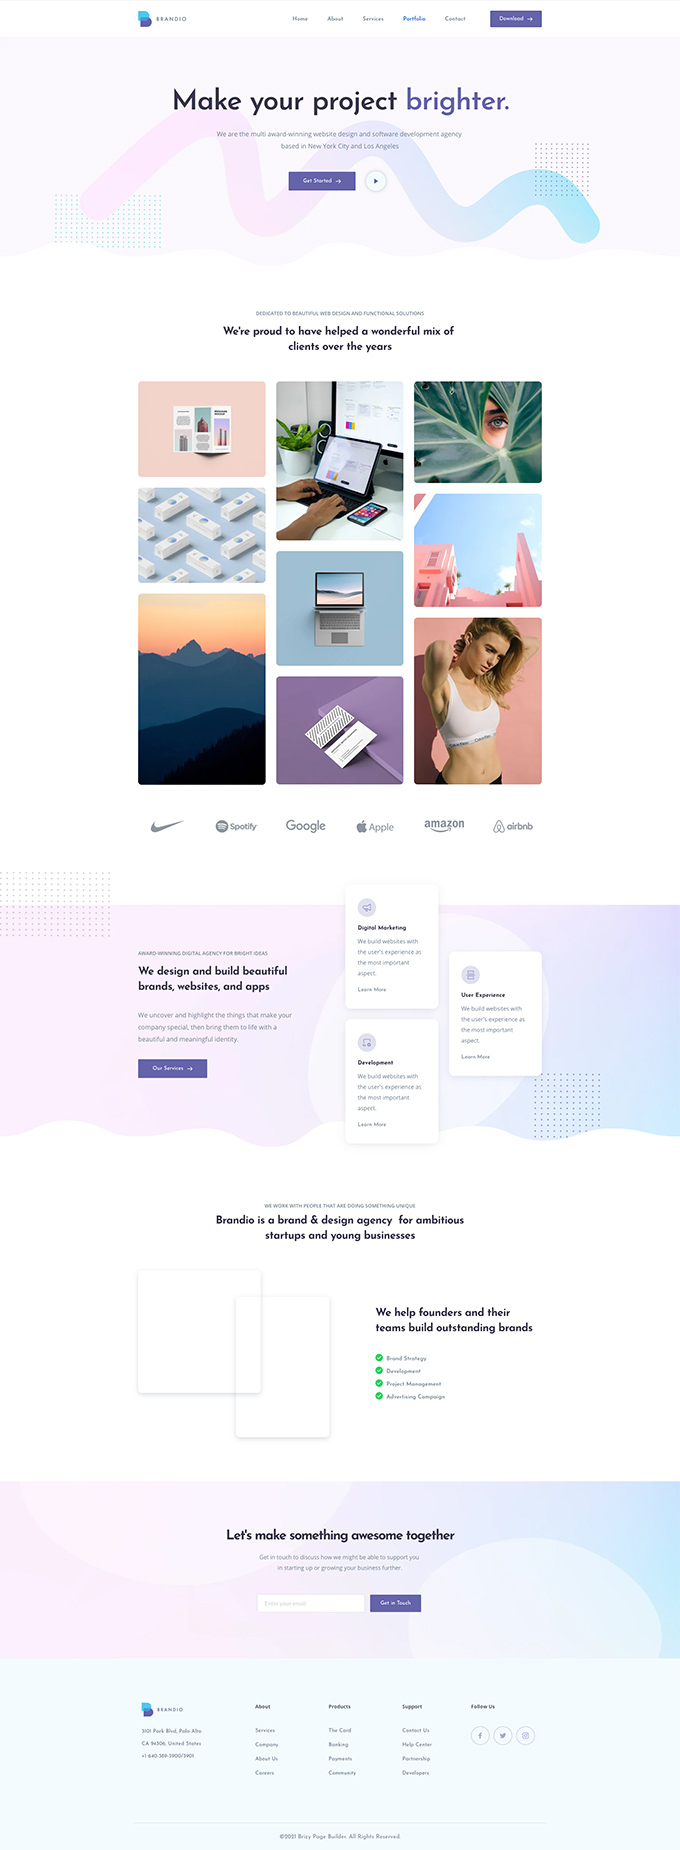 BRANDIO
Home About Services Portfolio Contact Download
Make your project brighter.
We are the multi award-winning website design and software development agency
based in New York City and Los Angeles
Get Started
DEDICATED TO BEAUTIFUL WEB DESIGN AND FUNCTIONAL SOLUTIONS
We're proud to have helped a wonderful mix of
clients over the years
Spotify Google Apple amazon airbnb
AWARD-WINNING DIGITAL AGENCY FOR BRIGHT IDEAS
We design and build beautiful
brands, websites, and apps
We uncover and highlight the things that make your
company special, then bring them to life with a
beautiful and meaningful identity.
Our Services
Digital Marketing
We build websites with
the user's experience as
the most important
aspect.
Learn More
Development
We build websites with
the user's experience as
the most important
aspect.
Learn More
User Experience
We build websites with
the user's experience as
the most important
aspect.
Learn More
WE WORK WITH PEOPLE THAT ARE DOING SOMETHING UNIQUE
Brandio is a brand & design agency for ambitious
startups and young businesses
We help founders and their
teams build outstanding brands
Brand Strategy
Development
Project Management
Advertising Campaign
Let's make something awesome together
Get in touch to discuss how we might be able to support you
in starting up or growing your business further.
Enter your email
Get in Touch
BRANDIO
3101 Park Blvd, Palo Alto
CA 94306, United States
+1 640-369-3900/3901
About
Services
Company
About Us
Careers
Products
The Card
Banking
Payments
Community
Support
Contact Us
Help Center
Partnership
Developers
Follow Us
©2021 Brizy Page Builder. All Rights Reserved.